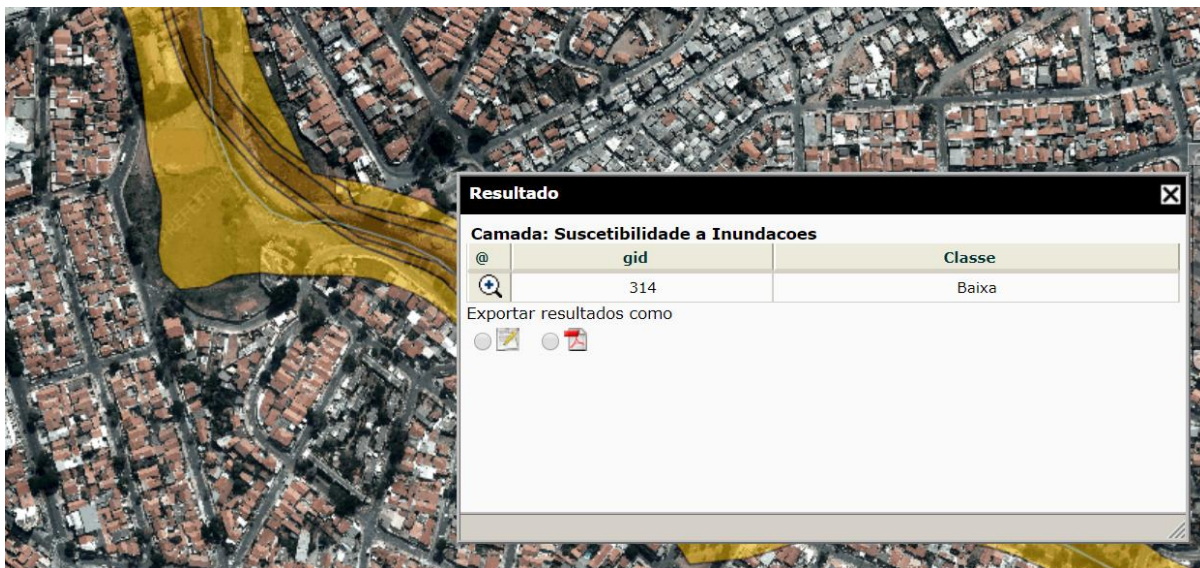 Resultado
Camada: Suscetibilidade a Inundacoes
@ gid Classe
314 Baixa
Exportar resultados como